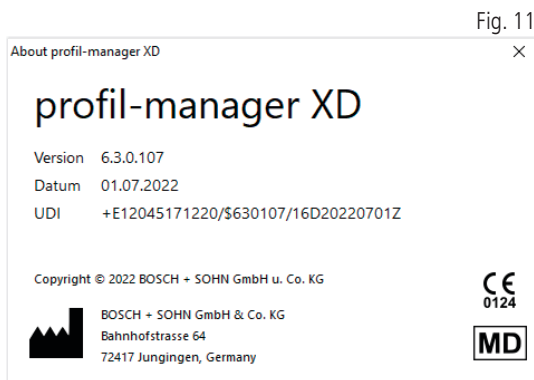 Fig. 11
About profil-manager XD
profil-manager XD
Version 6.3.0.107
Datum 01.07.2022
UDI +E12045171220/$630107/16D20220701Z
Copyright © 2022 BOSCH + SOHN GmbH u. Co. KG
CE
0124
BOSCH + SOHN GmbH & Co. KG
Bahnhofstrasse 64
72417 Jungingen, Germany
MD